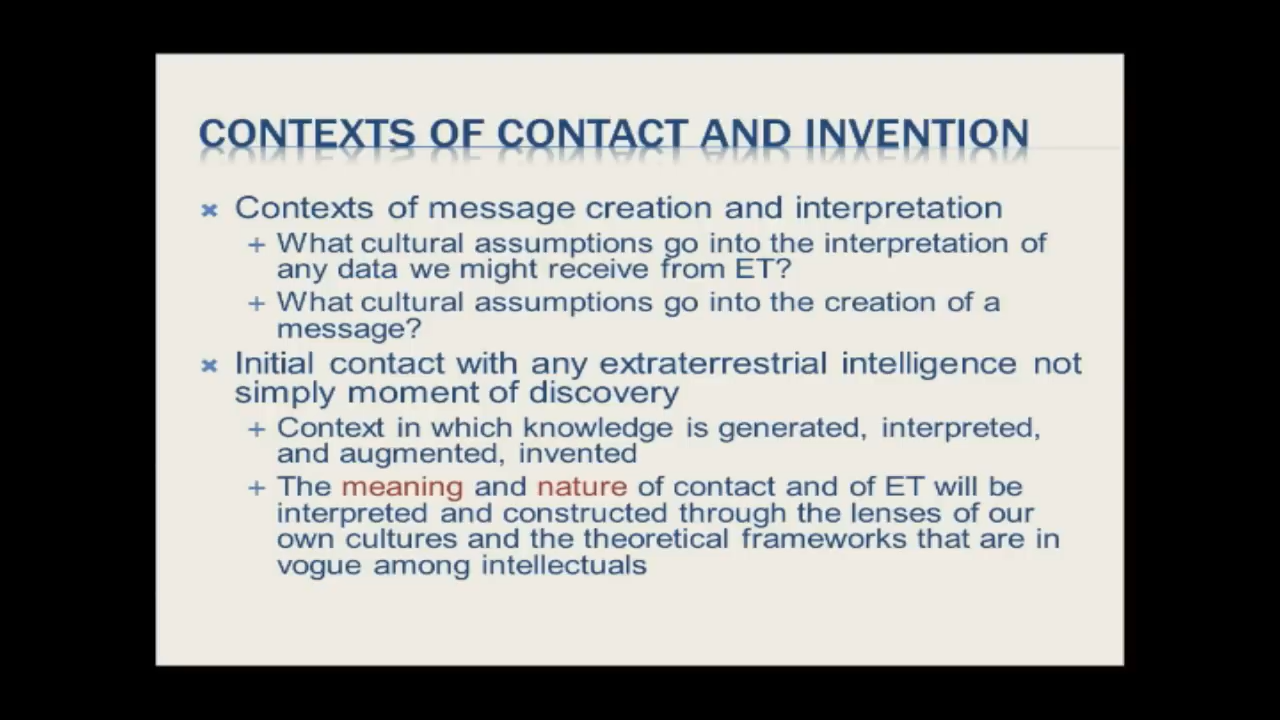 CONTEXTS OF CONTACT AND INVENTION
Contexts of message creation and interpretation
+ What cultural assumptions go into the interpretation of
any data we might receive from ET?
+ What cultural assumptions go into the creation of a
message?
Initial contact with any extraterrestrial intelligence not
simply moment of discovery
+ Context in which knowledge is generated, interpreted,
and augmented, invented
+ The meaning and nature of contact and of ET will be
interpreted and constructed through the lenses of our
own cultures and the theoretical frameworks that are in
vogue among intellectuals